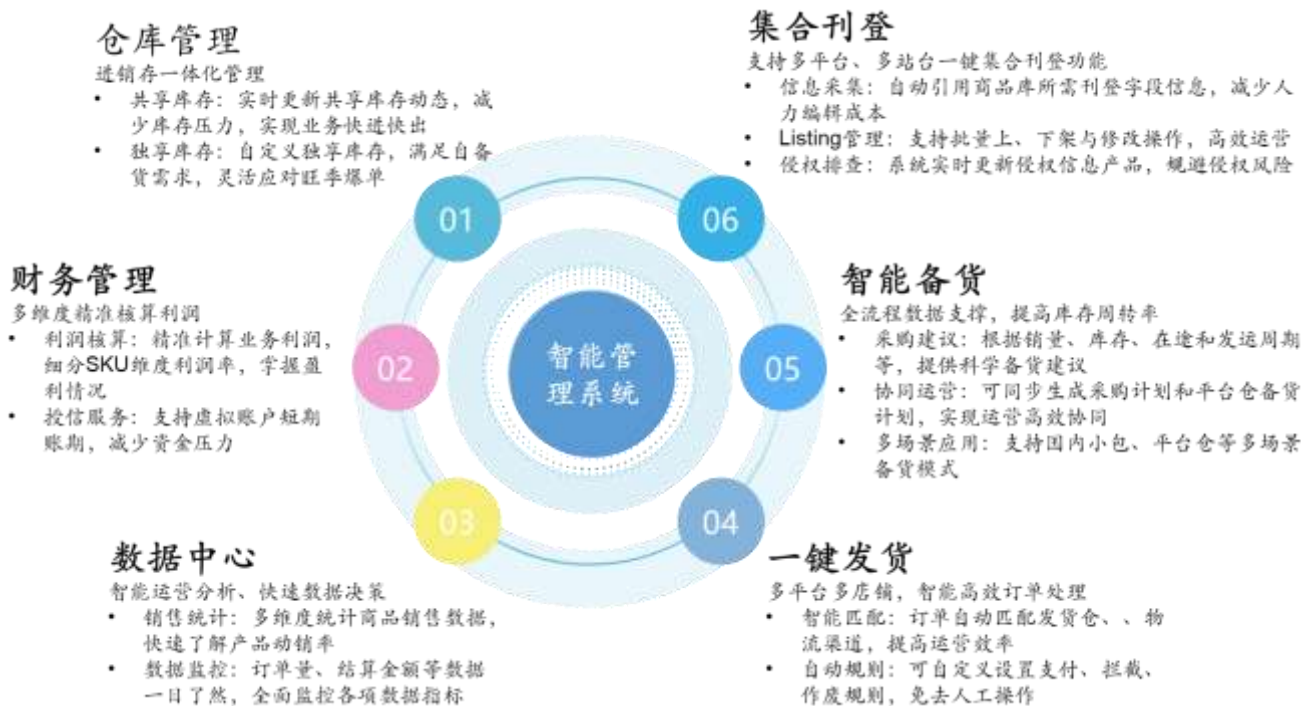 仓库管理
进销存一体化管理
• 共享库存：实时更新共享库存动态，减
少库存压力，实现业务快进快出
• 独享库存：自定义独享库存，满足自备
货需求，灵活应对旺季爆单
01
财务管理
多维度精准核算利润
• 利润核算：精准计算业务利润，
细分SKU维度利润率，掌握盈
利情况
• 授信服务：支持虚拟账户短期
账期，减少资金压力
02
数据中心
智能运营分析、快速数据决策
• 销售统计：多维度统计商品销售数据，
快速了解产品动销率
• 数据监控：订单量、结算金额等数据
一日了然，全面监控各项数据指标
03
智能管
理系统
集合刊登
支持多平台、多站台一键集合刊登功能
• 信息采集：自动引用商品库所需刊登字段信息，减少人
力编辑成本
• Listing管理：支持批量上、下架与修改操作，高效运营
• 侵权排查：系统实时更新侵权信息产品，规避侵权风险
06
智能备货
全流程数据支撑，提高库存周转率
• 采购建议：根据销量、库存、在途和发运周期
等，提供科学备货建议
• 协同运营：可同步生成采购计划和平台仓备货
计划，实现运营高效协同
• 多场景应用：支持国内小包、平台仓等多场景
备货模式
05
一键发货
多平台多店铺，智能高效订单处理
• 智能匹配：订单自动匹配发货仓、、物
流渠道，提高运营效率
• 自动规则：可自定义设置支付、拦截、
作废规则，免去人工操作
04